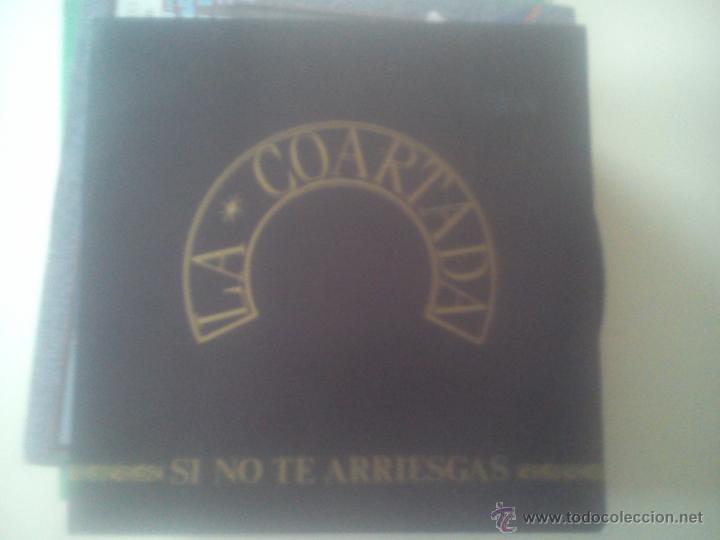 LA * COARTADA
SI NO TE ARRIESGAS
© www.todocoleccion.net